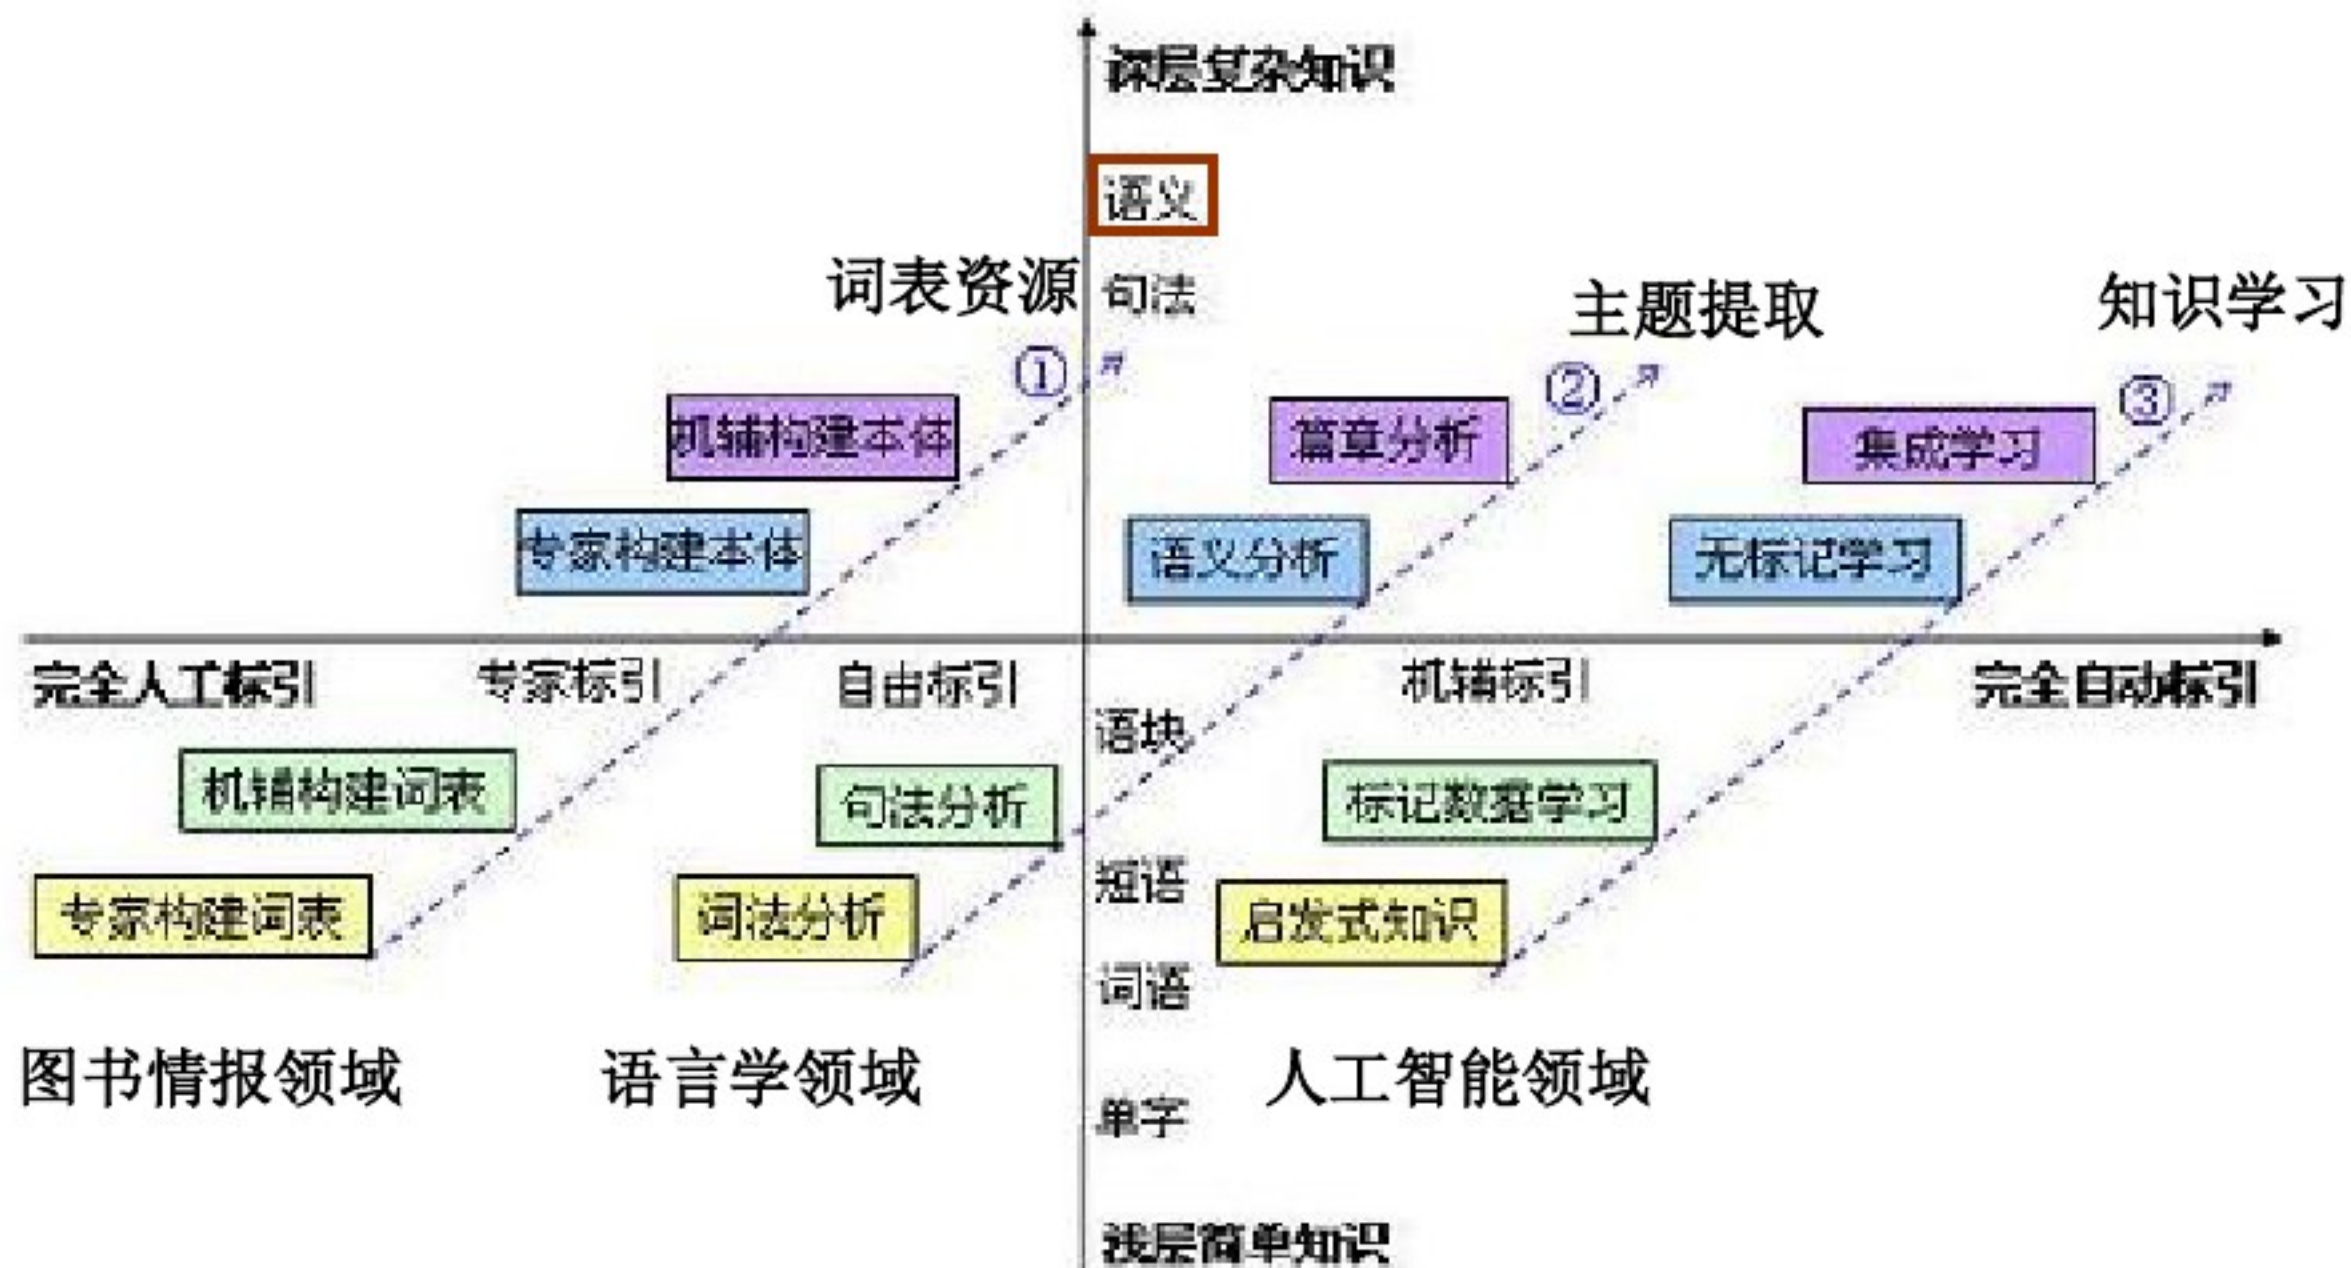 深层复杂知识
语义
词表资源
句法
主题提取
知识学习
①
②
③
机辅构建本体
篇章分析
集成学习
专家构建本体
语义分析
无标记学习
完全人工标引
专家标引
自由标引
机辅标引
完全自动标引
语块
机辅构建词表
句法分析
标记数据学习
短语
专家构建词表
词法分析
启发式知识
词语
图书情报领域
语言学领域
人工智能领域
单字
浅层简单知识